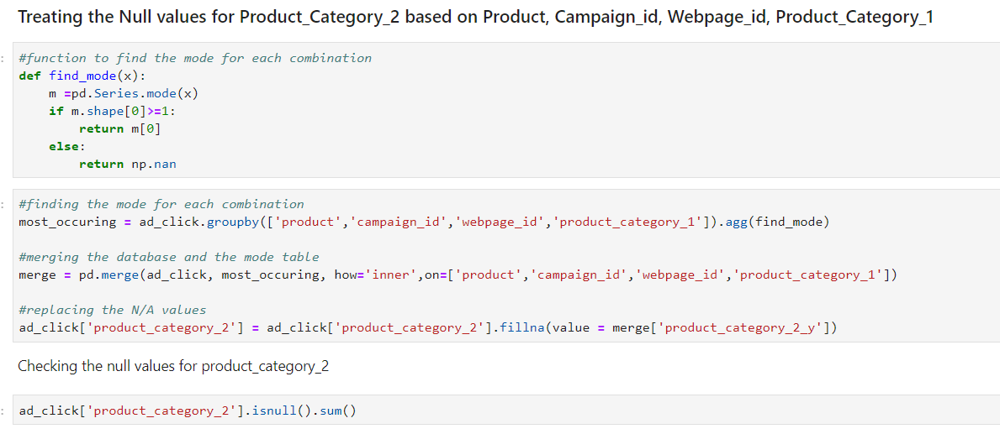 Treating the Null values for Product_Category_2 based on Product, Campaign_id, Webpage_id, Product_Category_1
:
#function to find the mode for each combination
def find_mode(x):
    m =pd.Series.mode(x)
    if m.shape[0]>=1:
        return m[0]
    else:
        return np.nan
:
#finding the mode for each combination
most_occuring = ad_click.groupby(['product','campaign_id','webpage_id','product_category_1']).agg(find_mode)

#merging the database and the mode table
merge = pd.merge(ad_click, most_occuring, how='inner',on=['product','campaign_id','webpage_id','product_category_1'])

#replacing the N/A values
ad_click['product_category_2'] = ad_click['product_category_2'].fillna(value = merge['product_category_2_y'])
Checking the null values for product_category_2
:
ad_click['product_category_2'].isnull().sum()